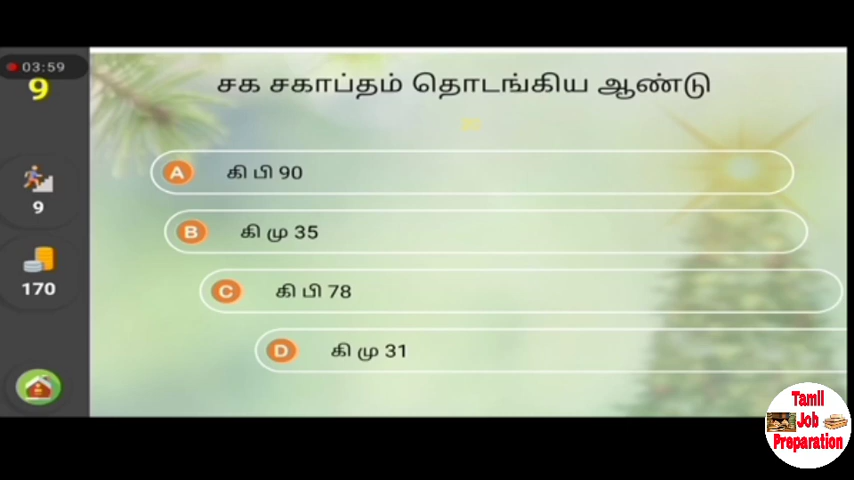 03:59
9
சக சகாப்தம் தொடங்கிய ஆண்டு
A கி பி 90
9
B கி மு 35
170
C கி பி 78
D கி மு 31
Tamil
Job
Preparation